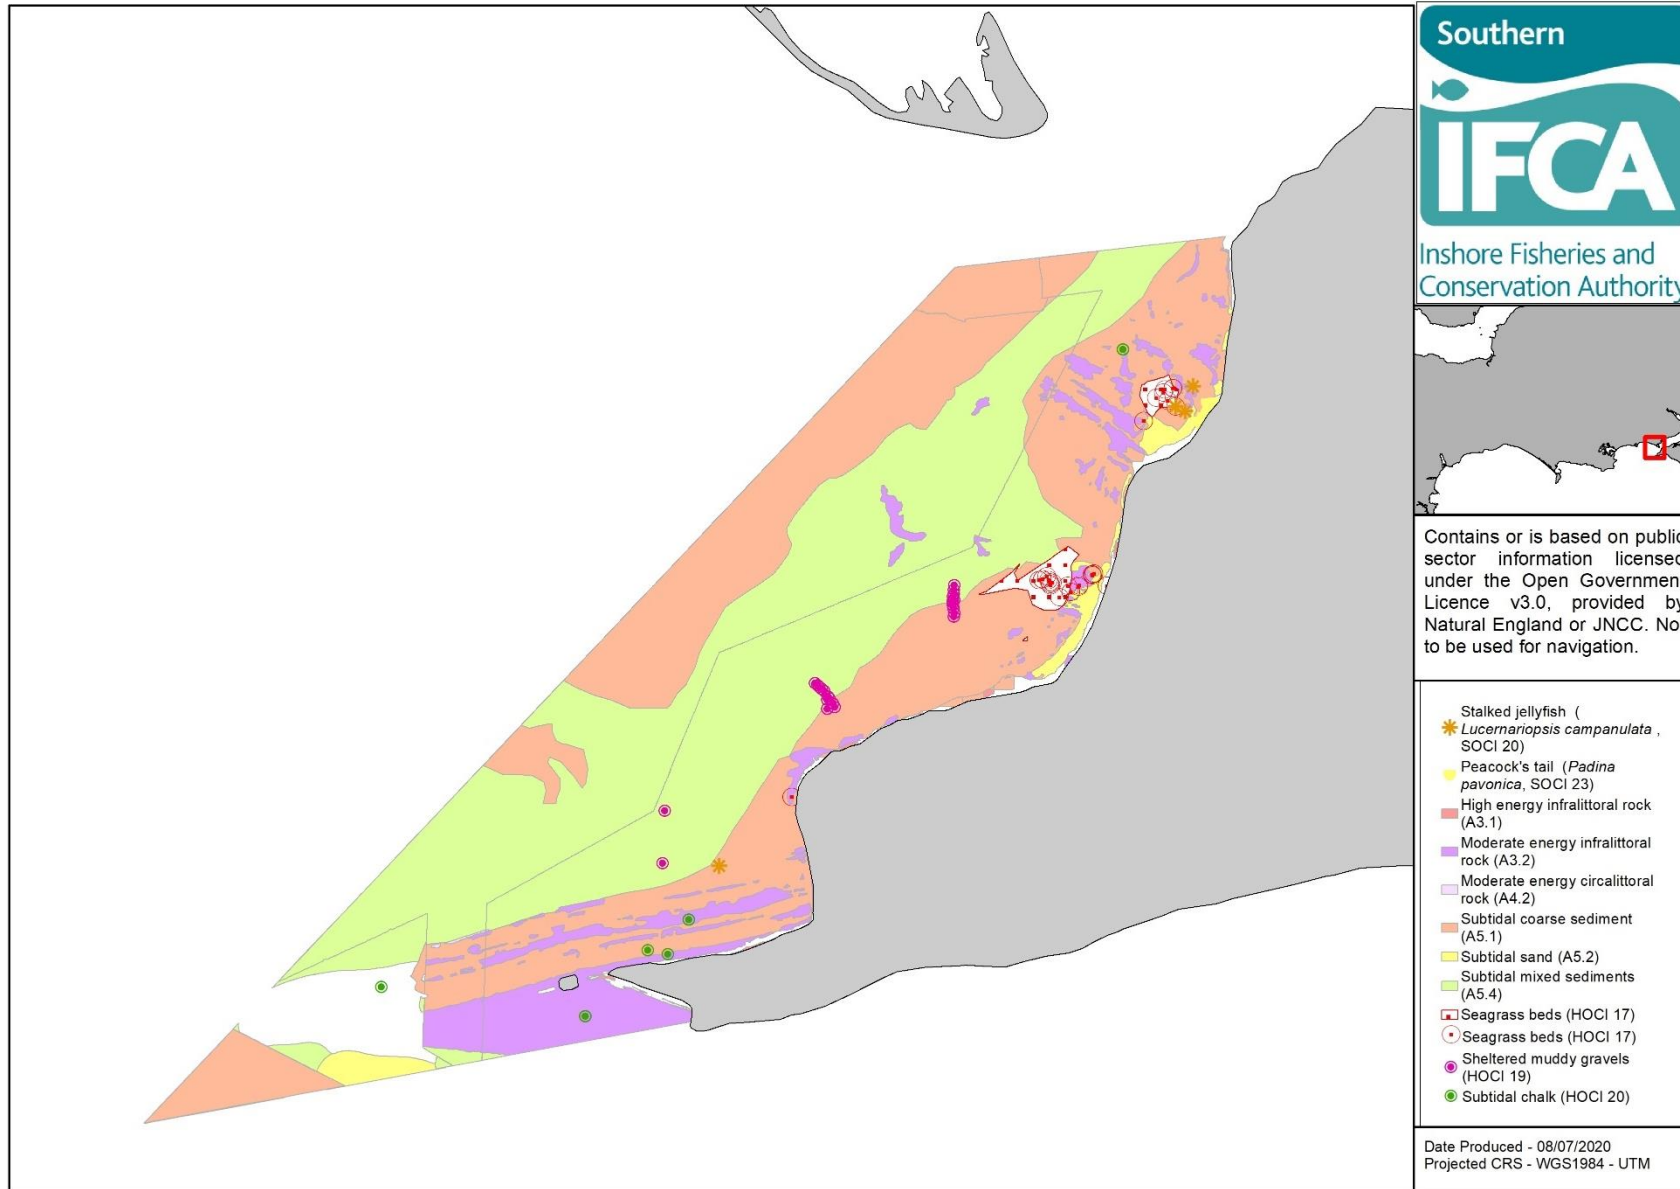 Southern
IFCA
Inshore Fisheries and
Conservation Authority
Contains or is based on public
sector information licensed
under the Open Governmen
Licence v3.0, provided by
Natural England or JNCC. No
to be used for navigation.
Stalked jellyfish (
Lucernariopsis campanulata ,
SOCI 20)
Peacock's tail (Padina
pavonica, SOCI 23)
High energy infralittoral rock
(A3.1)
Moderate energy infralittoral
rock (A3.2)
Moderate energy circalittoral
rock (A4.2)
Subtidal coarse sediment
(A5.1)
Subtidal sand (A5.2)
Subtidal mixed sediments
(A5.4)
Seagrass beds (HOCI 17)
Seagrass beds (HOCI 17)
Sheltered muddy gravels
(HOCI 19)
Subtidal chalk (HOCI 20)
Date Produced - 08/07/2020
Projected CRS - WGS1984 - UTM